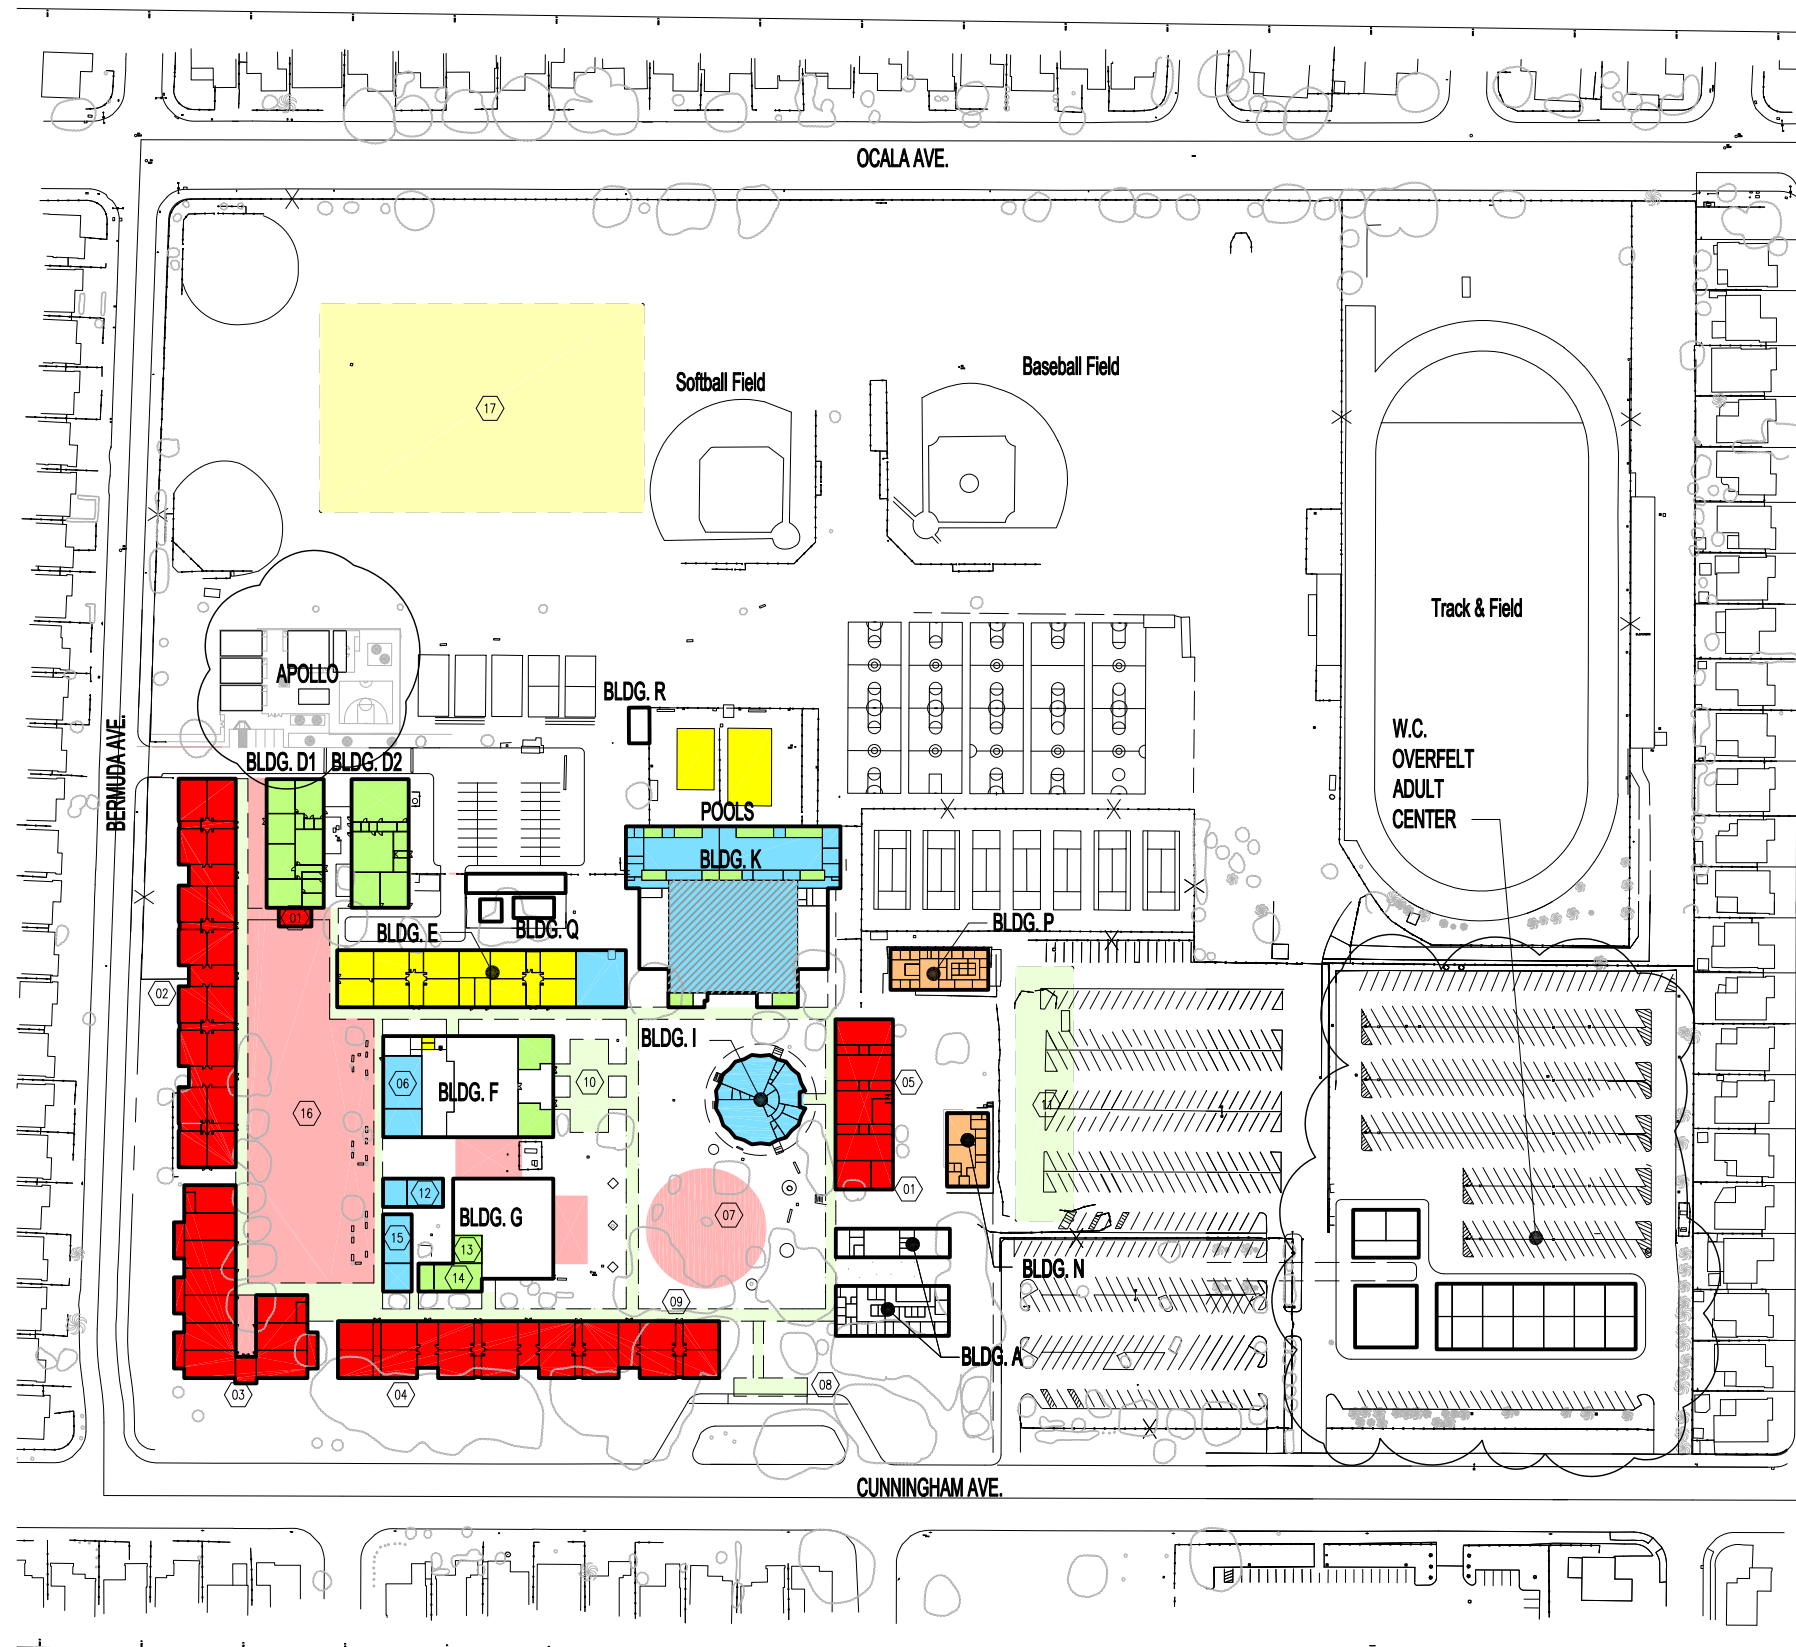 OCALA AVE.
Softball Field
Baseball Field
17
Track & Field
APOLLO
BLDG. R
BERMUDA AVE.
W.C.
OVERFELT
ADULT
CENTER
BLDG. D1
BLDG. D2
POOLS
BLDG. K
01
BLDG. E
BLDG. Q
BLDG. P
02
BLDG. I
06
BLDG. F
10
05
11
16
12
01
15
BLDG. G
07
13
14
BLDG. N
09
BLDG. A
03
04
08
CUNNINGHAM AVE.